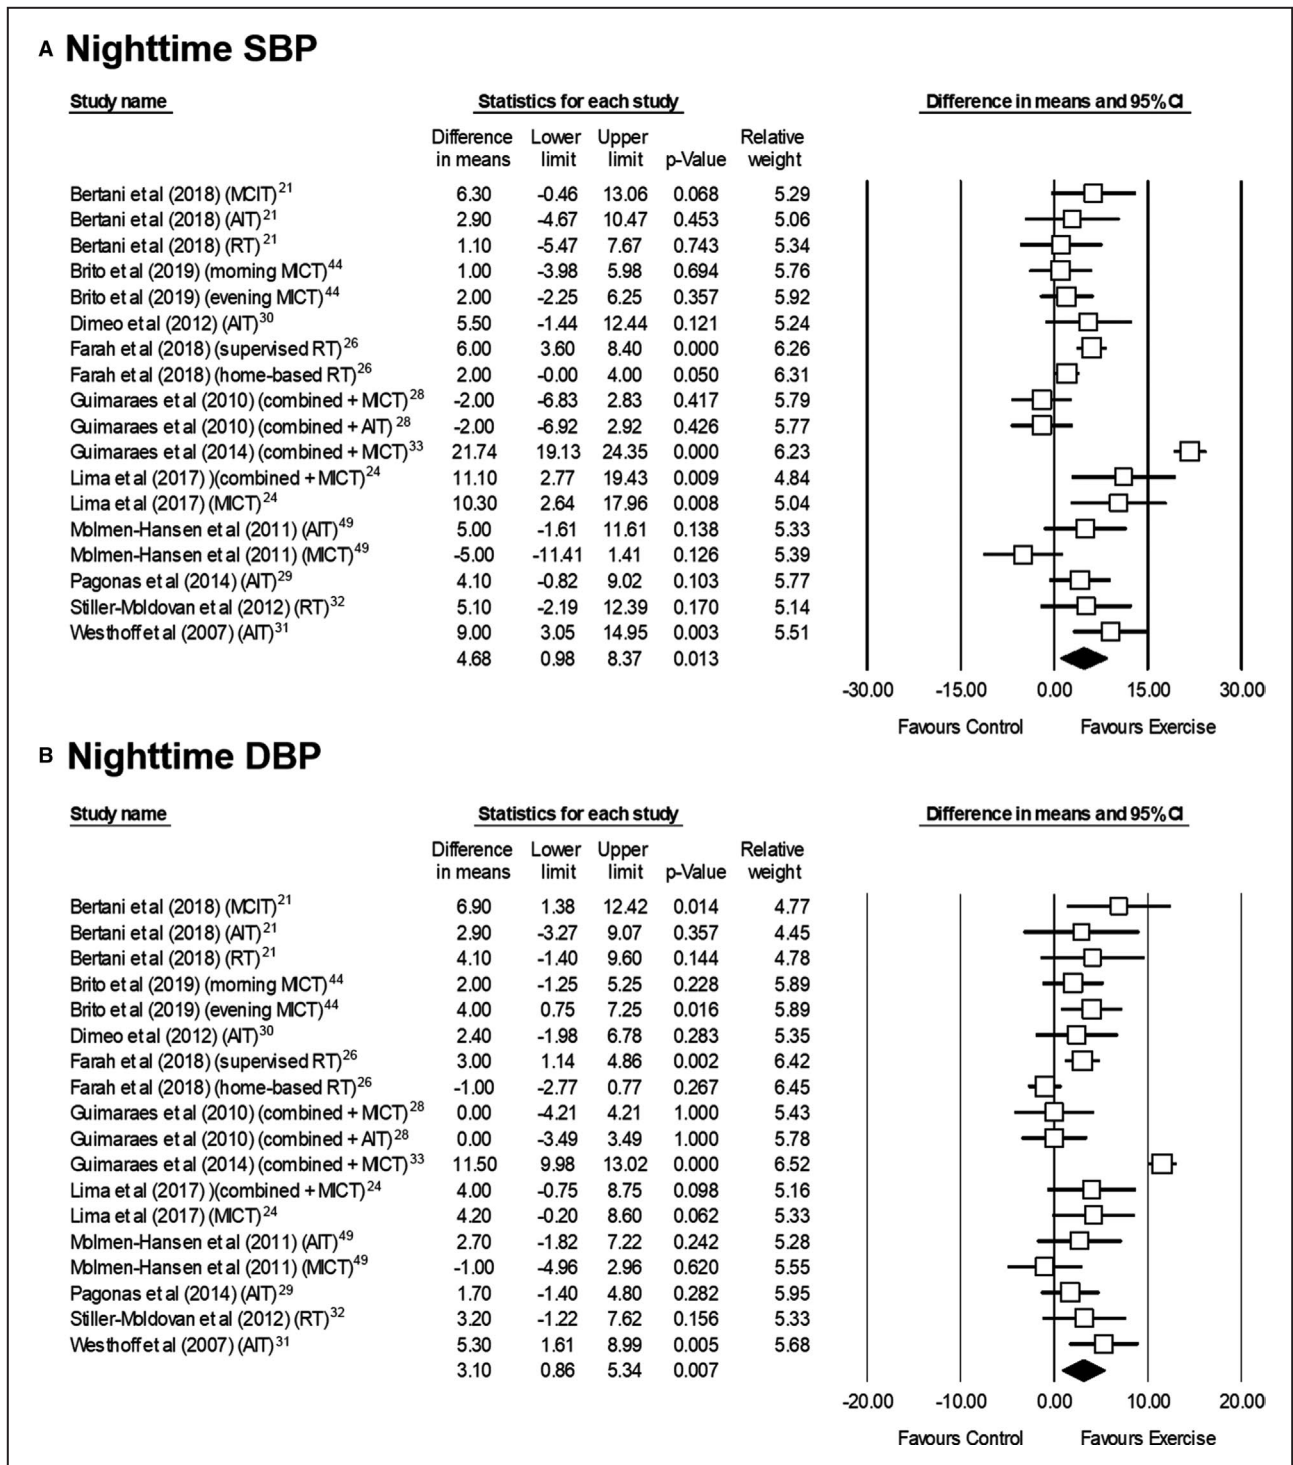 A Nighttime SBP
Study name Statistics for each study Difference in means and 95% CI
Difference Lower Upper Relative
in means limit limit p-Value weight
Bertani et al (2018) (MCIT)21 6.30 -0.46 13.06 0.068 5.29
Bertani et al (2018) (AIT)21 2.90 -4.67 10.47 0.453 5.06
Bertani et al (2018) (RT)21 1.10 -5.47 7.67 0.743 5.34
Brito et al (2019) (morning MICT)44 1.00 -3.98 5.98 0.694 5.76
Brito et al (2019) (evening MICT)44 2.00 -2.25 6.25 0.357 5.92
Dimeo et al (2012) (AIT)30 5.50 -1.44 12.44 0.121 5.24
Farah et al (2018) (supervised RT)26 6.00 3.60 8.40 0.000 6.26
Farah et al (2018) (home-based RT)26 2.00 -0.00 4.00 0.050 6.31
Guimaraes et al (2010) (combined + MICT)28 -2.00 -6.83 2.83 0.417 5.79
Guimaraes et al (2010) (combined + AIT)28 -2.00 -6.92 2.92 0.426 5.77
Guimaraes et al (2014) (combined + MICT)33 21.74 19.13 24.35 0.000 6.23
Lima et al (2017) )(combined + MICT)24 11.10 2.77 19.43 0.009 4.84
Lima et al (2017) (MICT)24 10.30 2.64 17.96 0.008 5.04
Molmen-Hansen et al (2011) (AIT)49 5.00 -1.61 11.61 0.138 5.33
Molmen-Hansen et al (2011) (MICT)49 -5.00 -11.41 1.41 0.126 5.39
Pagonas et al (2014) (AIT)29 4.10 -0.82 9.02 0.103 5.77
Stiller-Moldovan et al (2012) (RT)32 5.10 -2.19 12.39 0.170 5.14
Westhoff et al (2007) (AIT)31 9.00 3.05 14.95 0.003 5.51
4.68 0.98 8.37 0.013
-30.00 -15.00 0.00 15.00 30.00
Favours Control Favours Exercise
B Nighttime DBP
Study name Statistics for each study Difference in means and 95% CI
Difference Lower Upper Relative
in means limit limit p-Value weight
Bertani et al (2018) (MCIT)21 6.90 1.38 12.42 0.014 4.77
Bertani et al (2018) (AIT)21 2.90 -3.27 9.07 0.357 4.45
Bertani et al (2018) (RT)21 4.10 -1.40 9.60 0.144 4.78
Brito et al (2019) (morning MICT)44 2.00 -1.25 5.25 0.228 5.89
Brito et al (2019) (evening MICT)44 4.00 0.75 7.25 0.016 5.89
Dimeo et al (2012) (AIT)30 2.40 -1.98 6.78 0.283 5.35
Farah et al (2018) (supervised RT)26 3.00 1.14 4.86 0.002 6.42
Farah et al (2018) (home-based RT)26 -1.00 -2.77 0.77 0.267 6.45
Guimaraes et al (2010) (combined + MICT)28 0.00 -4.21 4.21 1.000 5.43
Guimaraes et al (2010) (combined + AIT)28 0.00 -3.49 3.49 1.000 5.78
Guimaraes et al (2014) (combined + MICT)33 11.50 9.98 13.02 0.000 6.52
Lima et al (2017) )(combined + MICT)24 4.00 -0.75 8.75 0.098 5.16
Lima et al (2017) (MICT)24 4.20 -0.20 8.60 0.062 5.33
Molmen-Hansen et al (2011) (AIT)49 2.70 -1.82 7.22 0.242 5.28
Molmen-Hansen et al (2011) (MICT)49 -1.00 -4.96 2.96 0.620 5.55
Pagonas et al (2014) (AIT)29 1.70 -1.40 4.80 0.282 5.95
Stiller-Moldovan et al (2012) (RT)32 3.20 -1.22 7.62 0.156 5.33
Westhoff et al (2007) (AIT)31 5.30 1.61 8.99 0.005 5.68
3.10 0.86 5.34 0.007
-20.00 -10.00 0.00 10.00 20.00
Favours Control Favours Exercise